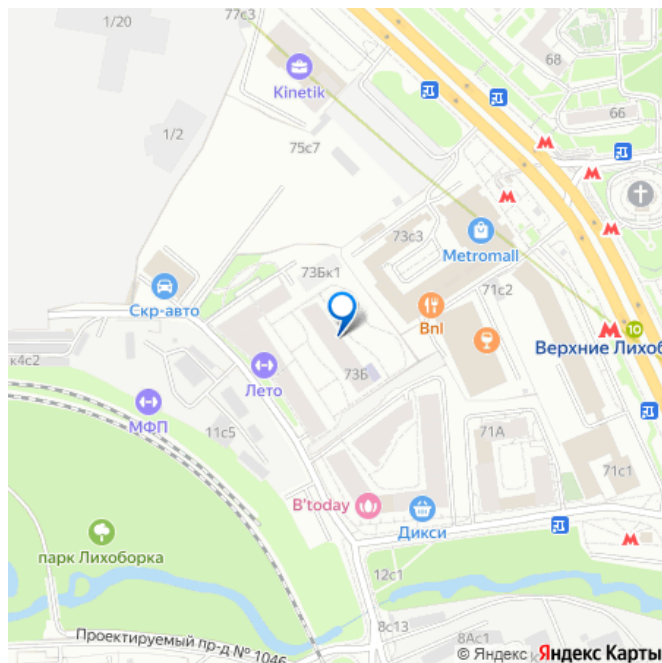 77с3
1/20
68
Kinetik
66
1/2
75с7
73с3
Metromall
73Бк1
71с2
Скр-авто
Bnl
10
Верхние Лихоб
к4с2
Лето
73Б
МФП
11с5
71А
71с1
B'today
Дикси
парк Лихоборка
12с1
8с13
Проектируемый пр-д № 1046
8Ас1
© Яндекс Яндекс Карты